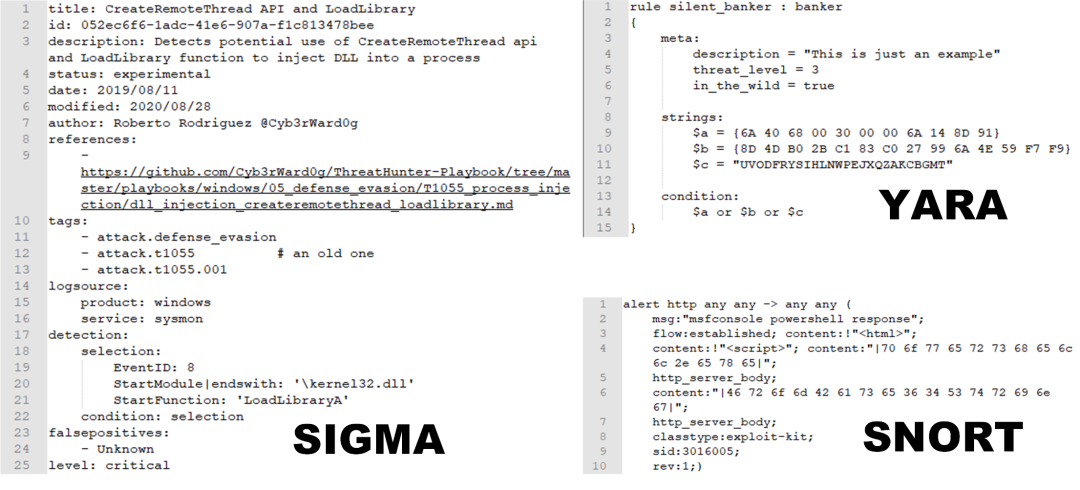 1 title: CreateRemoteThread API and LoadLibrary
2 id: 052ec6f6-1adc-41e6-907a-f1c813478bee
3 description: Detects potential use of CreateRemoteThread api
and LoadLibrary function to inject DLL into a process
4 status: experimental
5 date: 2019/08/11
6 modified: 2020/08/28
7 author: Roberto Rodriguez @Cyb3rWard0g
8 references:
9 -
https://github.com/Cyb3rWard0g/ThreatHunter-Playbook/tree/ma
ster/playbooks/windows/05_defense_evasion/T1055_process_inje
ction/dll_injection_createremotethread_loadlibrary.md
10 tags:
11 - attack.defense_evasion
12 - attack.t1055 # an old one
13 - attack.t1055.001
14 logsource:
15 product: windows
16 service: sysmon
17 detection:
18 selection:
19 EventID: 8
20 StartModule|endswith: '\kernel32.dll'
21 StartFunction: 'LoadLibraryA'
22 condition: selection
23 falsepositives:
24 - Unknown
25 level: critical
SIGMA
1 rule silent_banker : banker
2 {
3 meta:
4 description = "This is just an example"
5 threat_level = 3
6 in_the_wild = true
7
8 strings:
9 $a = {6A 40 68 00 30 00 00 6A 14 8D 91}
10 $b = {8D 4D B0 2B C1 83 C0 27 99 6A 4E 59 F7 F9}
11 $c = "UVODFRYSIHLNWPEJXQZAKCBGMT"
12
13 condition:
14 $a or $b or $c
15 }
YARA
1 alert http any any -> any any (
2 msg:"msfconsole powershell response";
3 flow:established; content:!"<html>";
4 content:!"<script>"; content:"|70 6f 77 65 72 73 68 65 6c
6c 2e 65 78 65|";
5 http_server_body;
6 content:"|46 72 6f 6d 42 61 73 65 36 34 53 74 72 69 6e
67|";
7 http_server_body;
8 classtype:exploit-kit;
9 sid:3016005;
10 rev:1;)
SNORT